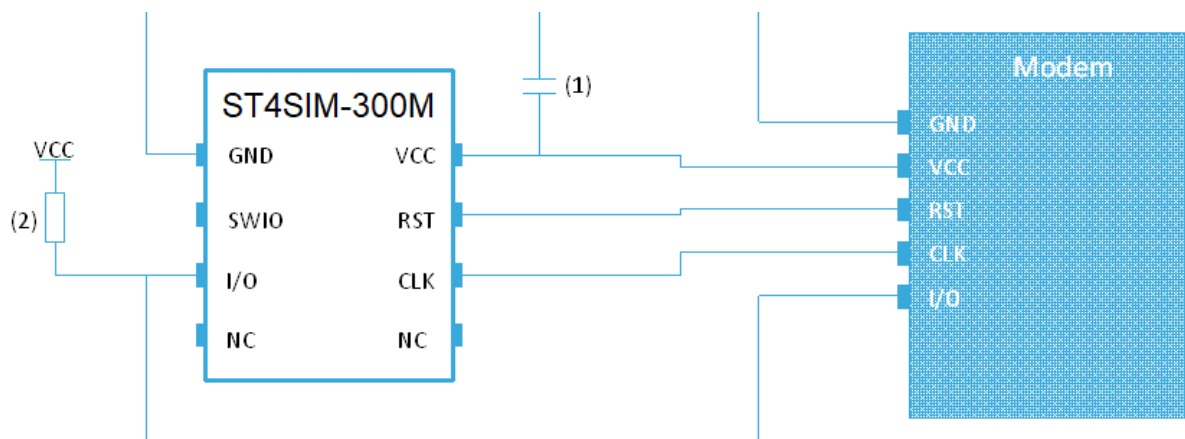 Modem
ST4SIM-300M
(1)
GND
VCC
GND
VCC
VCC
SWIO
RST
RST
(2)
I/O
CLK
CLK
I/O
NC
NC